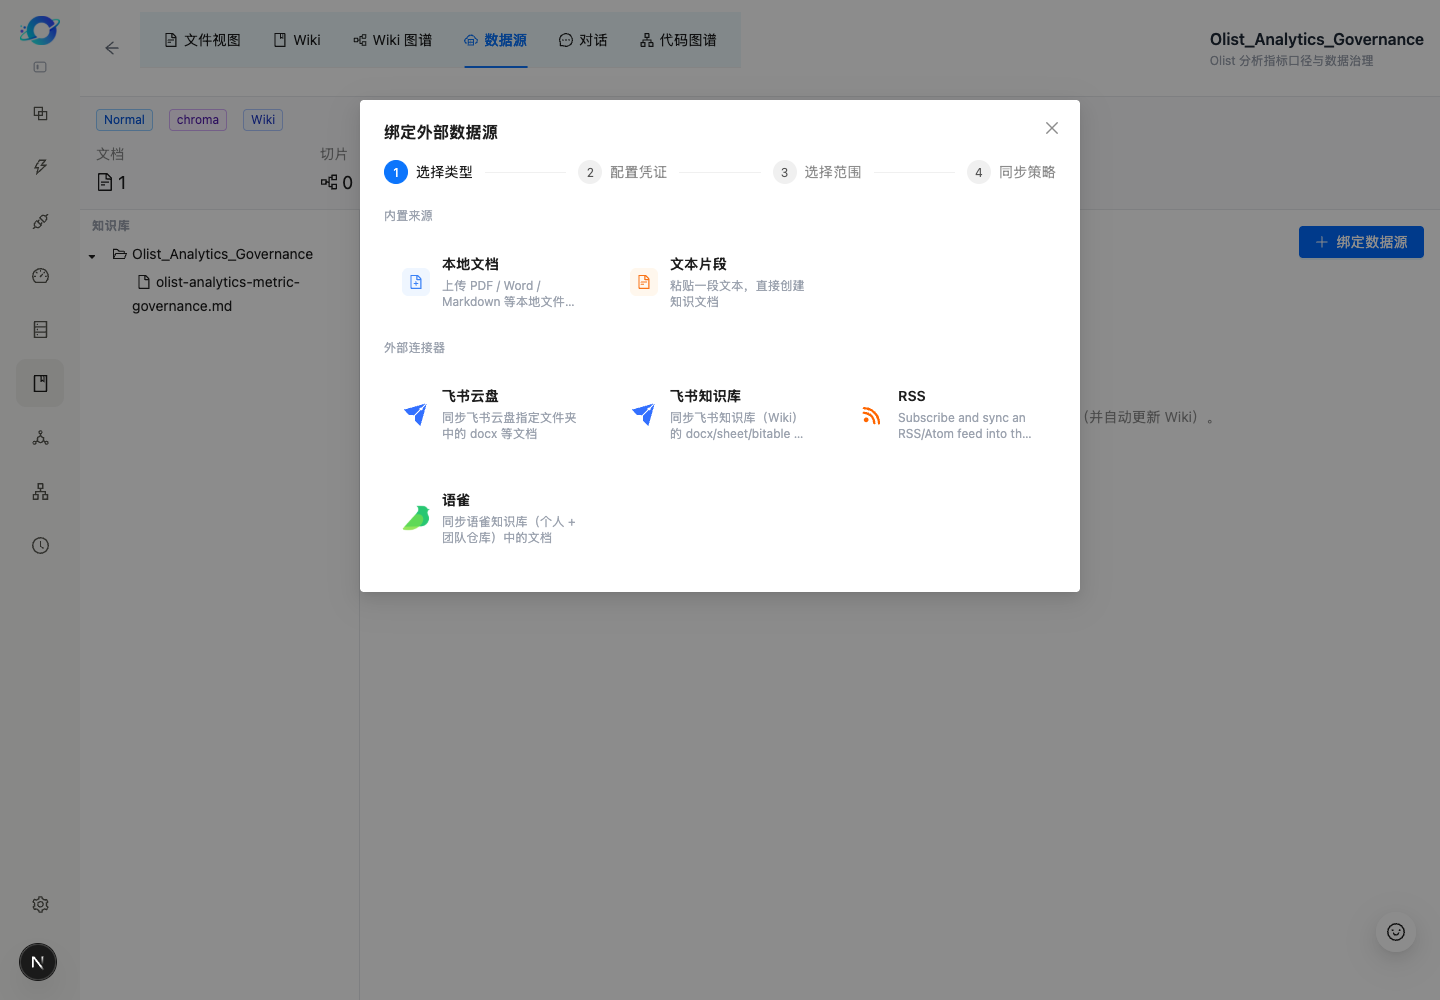 文件视图
Wiki
Wiki 图谱
数据源
对话
代码图谱
Olist_Analytics_Governance
Olist 分析指标口径与数据治理
Normal
chroma
Wiki
文档
切片
1
0
知识库
Olist_Analytics_Governance
olist-analytics-metric-
governance.md
绑定数据源
(并自动更新 Wiki) 。
绑定外部数据源
1 选择类型
2 配置凭证
3 选择范围
4 同步策略
内置来源
本地文档
上传 PDF / Word /
Markdown 等本地文件...
文本片段
粘贴一段文本，直接创建
知识文档
外部连接器
飞书云盘
同步飞书云盘指定文件夹
中的 docx 等文档
飞书知识库
同步飞书知识库（Wiki）
的 docx/sheet/bitable ...
RSS
Subscribe and sync an
RSS/Atom feed into th...
语雀
同步语雀知识库（个人 +
团队仓库）中的文档
N